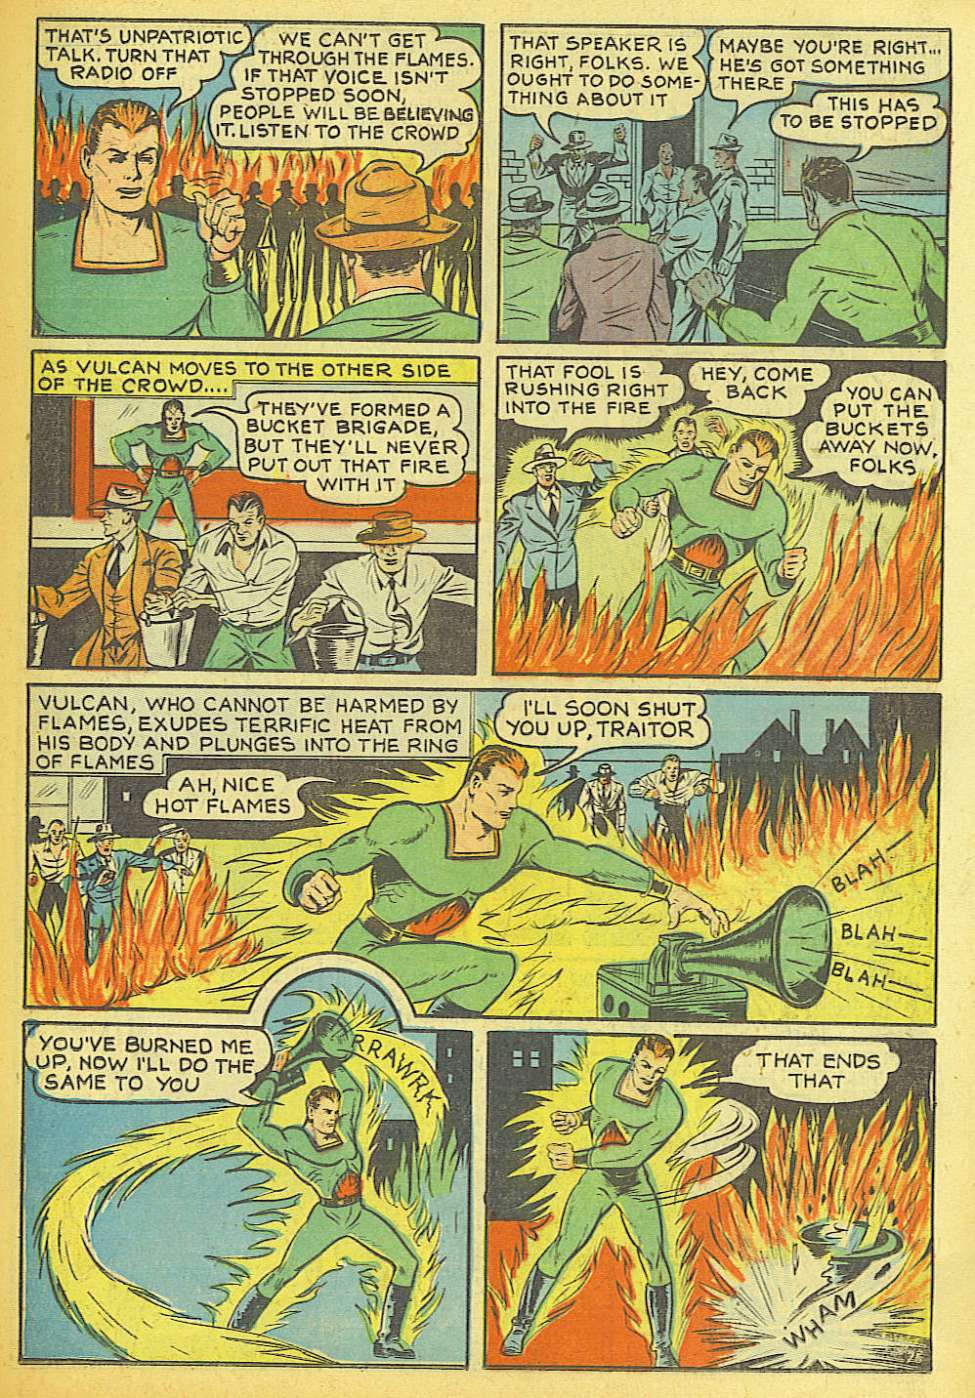 THAT'S UNPATRIOTIC
TALK. TURN THAT
RADIO OFF
WE CAN'T GET
THROUGH THE FLAMES.
IF THAT VOICE ISN'T
STOPPED SOON,
PEOPLE WILL BE BELIEVING
IT. LISTEN TO THE CROWD
THAT SPEAKER IS
RIGHT, FOLKS. WE
OUGHT TO DO SOME-
THING ABOUT IT
MAYBE YOU'RE RIGHT...
HE'S GOT SOMETHING
THERE
THIS HAS
TO BE STOPPED
AS VULCAN MOVES TO THE OTHER SIDE
OF THE CROWD....
THEY'VE FORMED A
BUCKET BRIGADE,
BUT THEY'LL NEVER
PUT OUT THAT FIRE
WITH IT
THAT FOOL IS
RUSHING RIGHT
INTO THE FIRE
HEY, COME
BACK
YOU CAN
PUT THE
BUCKETS
AWAY NOW,
FOLKS
VULCAN, WHO CANNOT BE HARMED BY
FLAMES, EXUDES TERRIFIC HEAT FROM
HIS BODY AND PLUNGES INTO THE RING
OF FLAMES
AH, NICE
HOT FLAMES
I'LL SOON SHUT
YOU UP, TRAITOR
BLAH—
BLAH—
BLAH—
YOU'VE BURNED ME
UP, NOW I'LL DO THE
SAME TO YOU
THAT ENDS
THAT
WHAM